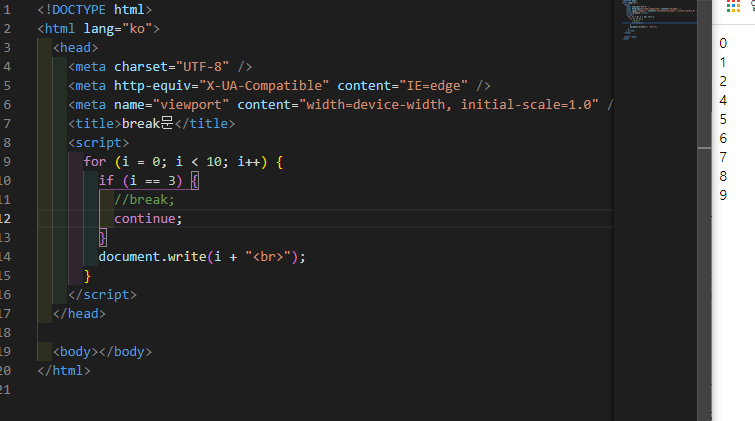 1 <!DOCTYPE html>
2 <html lang="ko">
3 <head>
4 <meta charset="UTF-8" />
5 <meta http-equiv="X-UA-Compatible" content="IE=edge" />
6 <meta name="viewport" content="width=device-width, initial-scale=1.0" /
7 <title>break문</title>
8 <script>
9 for (i = 0; i < 10; i++) {
10 if (i == 3) {
11 //break;
12 continue;
13 }
14 document.write(i + "<br>");
15 }
16 </script>
17 </head>
18
19 <body></body>
20 </html>
21
0
1
2
4
5
6
7
8
9